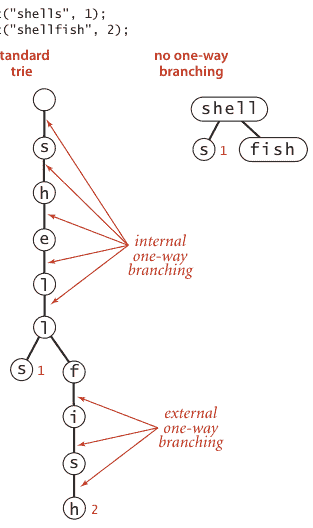 ("shells", 1);
("shellfish", 2);
tandard
trie
no one-way
branching
shell
s 1
fish
s
h
e
l
l
internal
one-way
branching
s 1
f
i
s
h 2
external
one-way
branching